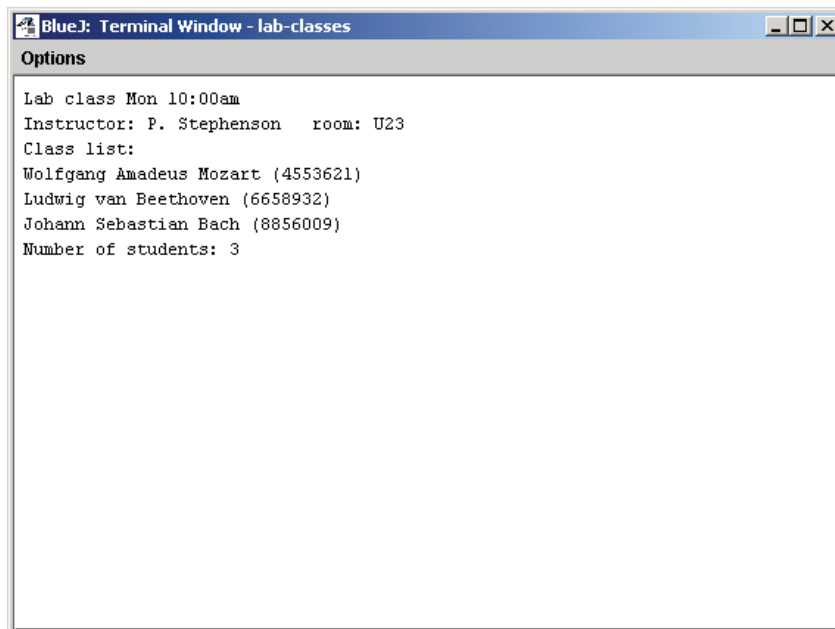 BlueJ: Terminal Window - lab-classes
Options
Lab class Mon 10:00am
Instructor: P. Stephenson   room: U23
Class list:
Wolfgang Amadeus Mozart (4553621)
Ludwig van Beethoven (6658932)
Johann Sebastian Bach (8856009)
Number of students: 3